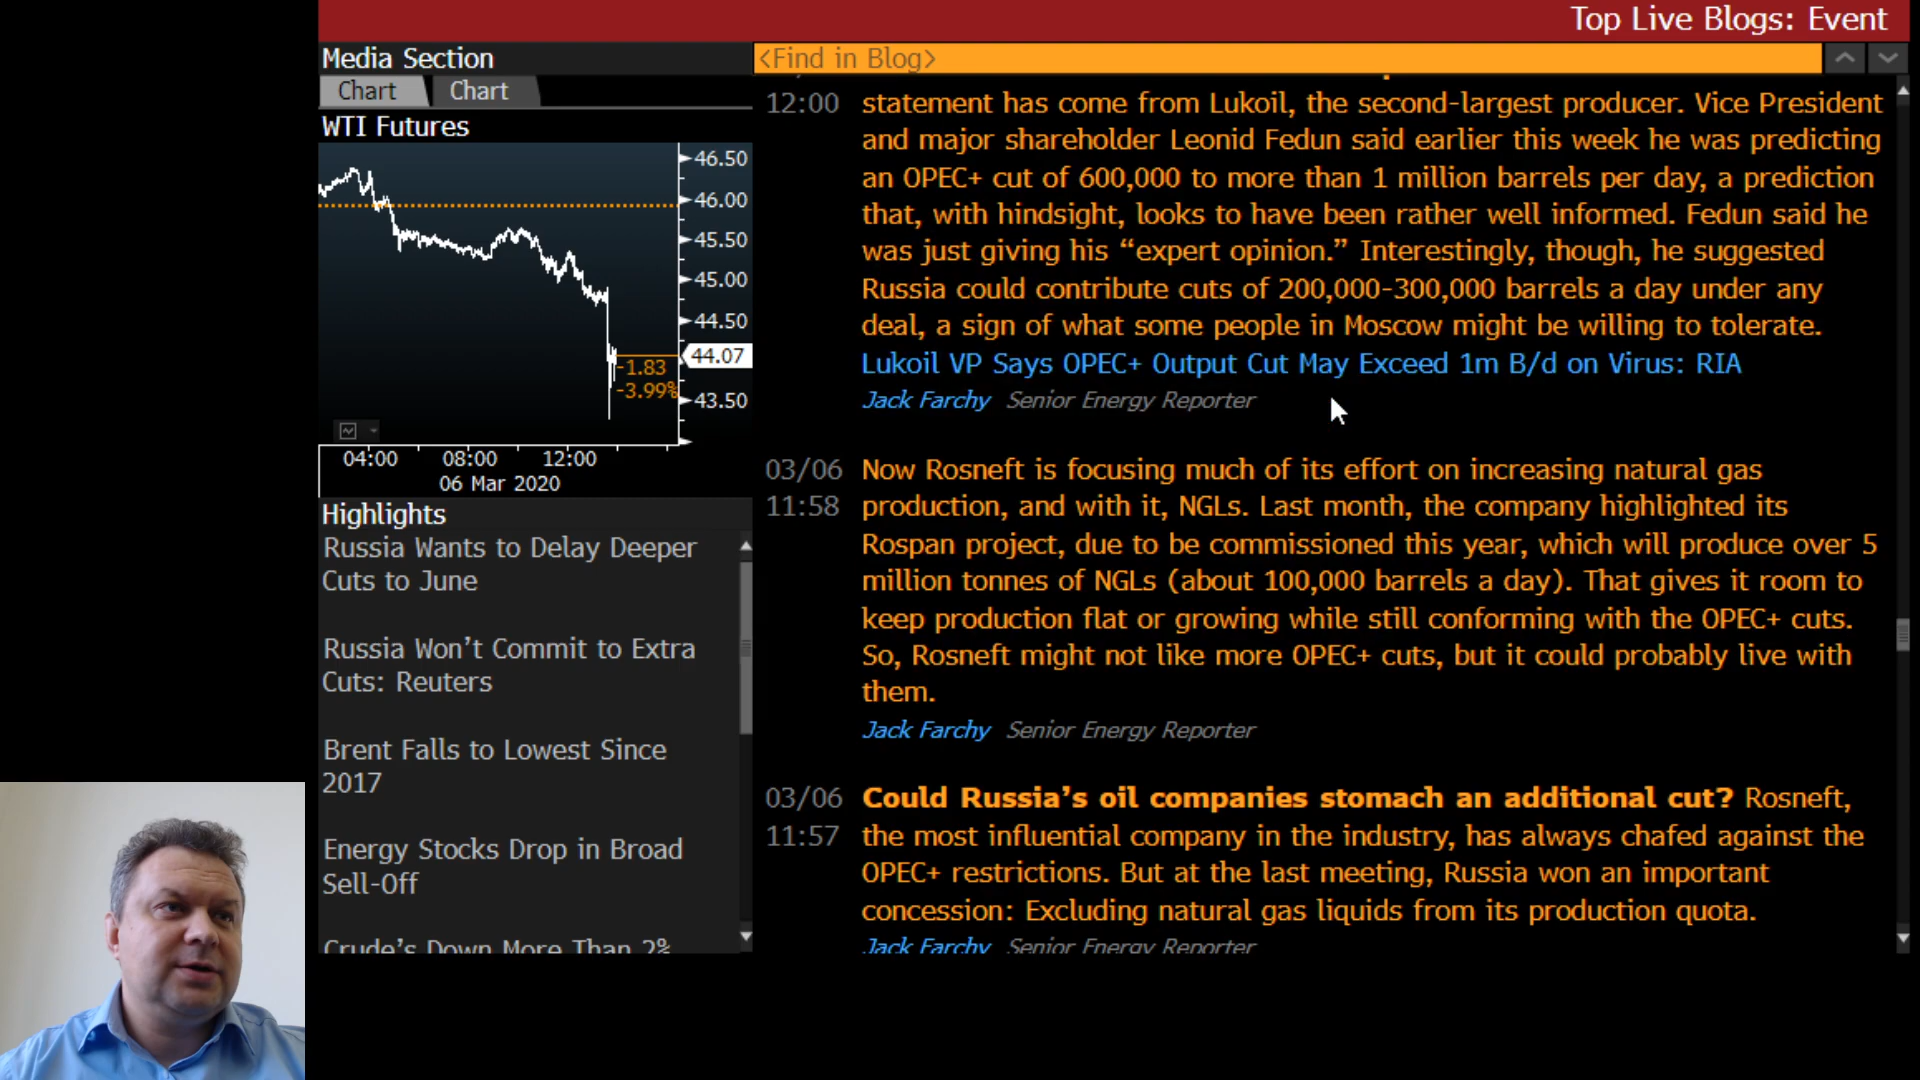 Top Live Blogs: Event
Media Section
<Find in Blog>
Chart
Chart
WTI Futures
46.50
46.00
45.50
45.00
44.50
44.07
43.50
-1.83
-3.99%
04:00 08:00 12:00
06 Mar 2020
Highlights
Russia Wants to Delay Deeper
Cuts to June
Russia Won't Commit to Extra
Cuts: Reuters
Brent Falls to Lowest Since
2017
Energy Stocks Drop in Broad
Sell-Off
Crude's Down More Than 2%
12:00 statement has come from Lukoil, the second-largest producer. Vice President
and major shareholder Leonid Fedun said earlier this week he was predicting
an OPEC+ cut of 600,000 to more than 1 million barrels per day, a prediction
that, with hindsight, looks to have been rather well informed. Fedun said he
was just giving his “expert opinion.” Interestingly, though, he suggested
Russia could contribute cuts of 200,000-300,000 barrels a day under any
deal, a sign of what some people in Moscow might be willing to tolerate.
Lukoil VP Says OPEC+ Output Cut May Exceed 1m B/d on Virus: RIA
Jack Farchy Senior Energy Reporter
03/06 Now Rosneft is focusing much of its effort on increasing natural gas
11:58 production, and with it, NGLs. Last month, the company highlighted its
Rospan project, due to be commissioned this year, which will produce over 5
million tonnes of NGLs (about 100,000 barrels a day). That gives it room to
keep production flat or growing while still conforming with the OPEC+ cuts.
So, Rosneft might not like more OPEC+ cuts, but it could probably live with
them.
Jack Farchy Senior Energy Reporter
03/06 Could Russia's oil companies stomach an additional cut? Rosneft,
11:57 the most influential company in the industry, has always chafed against the
OPEC+ restrictions. But at the last meeting, Russia won an important
concession: Excluding natural gas liquids from its production quota.
Jack Farchy Senior Energy Reporter